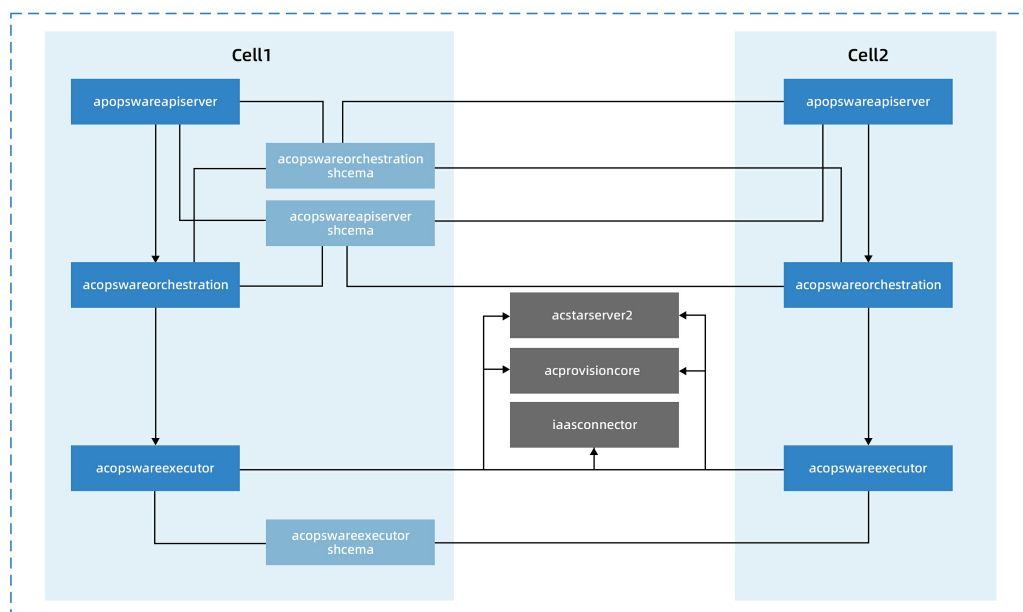 Cell1
Cell2
apopswareapiserver
apopswareapiserver
acopswareorchestration
shcema
acopswareapiserver
shcema
acopswareorchestration
acopswareorchestration
acstarserver2
acprovisioncore
iaasconnector
acopswareexecutor
acopswareexecutor
acopswareexecutor
shcema